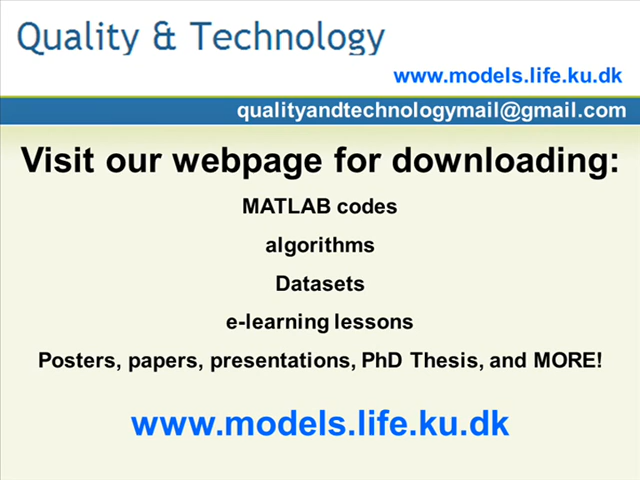 Quality & Technology
www.models.life.ku.dk
qualityandtechnologymail@gmail.com
Visit our webpage for downloading:
MATLAB codes
algorithms
Datasets
e-learning lessons
Posters, papers, presentations, PhD Thesis, and MORE!
www.models.life.ku.dk